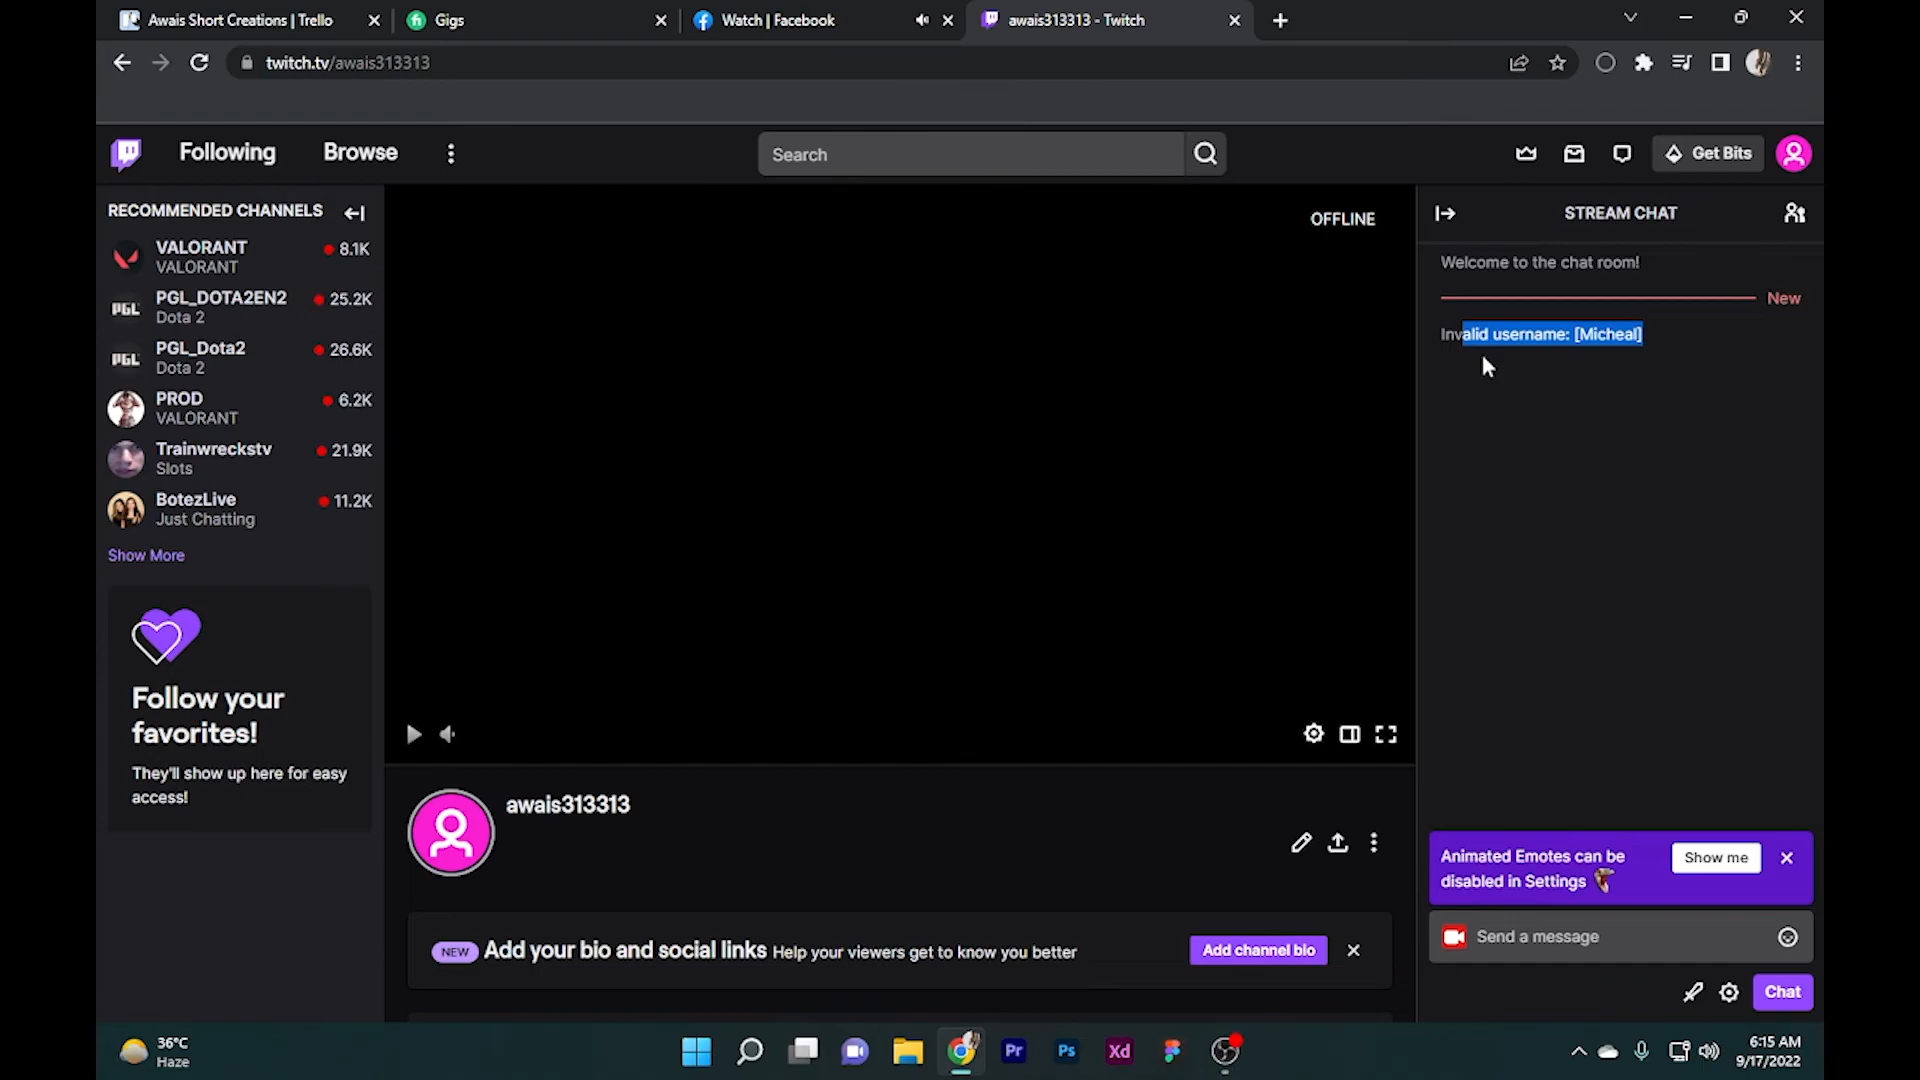 Awais Short Creations | Trello
Gigs
Watch | Facebook
awais313313 - Twitch
twitch.tv/awais313313
Following
Browse
Search
Get Bits
RECOMMENDED CHANNELS
VALORANT
VALORANT
8.1K
PGL_DOTA2EN2
Dota 2
25.2K
PGL
PGL_Dota2
Dota 2
26.6K
PGL
PROD
VALORANT
6.2K
Trainwreckstv
Slots
21.9K
BotezLive
Just Chatting
11.2K
Show More
Follow your
favorites!
They'll show up here for easy
access!
OFFLINE
awais313313
NEW Add your bio and social links Help your viewers get to know you better
Add channel bio
STREAM CHAT
Welcome to the chat room!
New
Invalid username: [Micheal]
Animated Emotes can be
disabled in Settings
Show me
Send a message
Chat
36°C
Haze
Pr
Ps
Xd
6:15 AM
9/17/2022